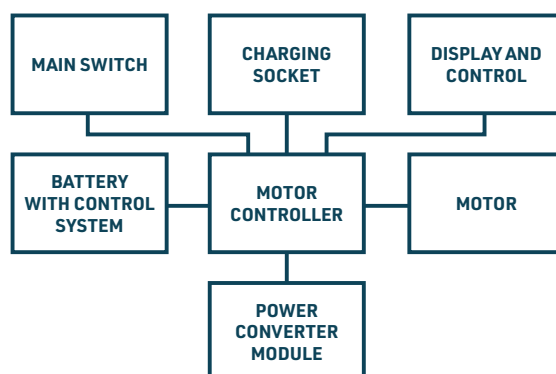 MAIN SWITCH
CHARGING
SOCKET
DISPLAY AND
CONTROL
BATTERY
WITH CONTROL
SYSTEM
MOTOR
CONTROLLER
MOTOR
POWER
CONVERTER
MODULE